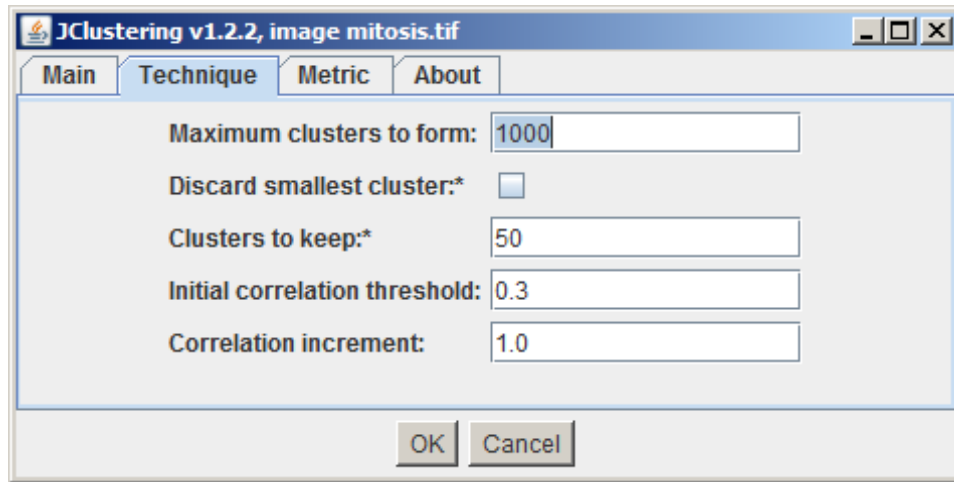 JClustering v1.2.2, image mitosis.tif
Main Technique Metric About
Maximum clusters to form: 1000
Discard smallest cluster:*
Clusters to keep:* 50
Initial correlation threshold: 0.3
Correlation increment: 1.0
OK Cancel